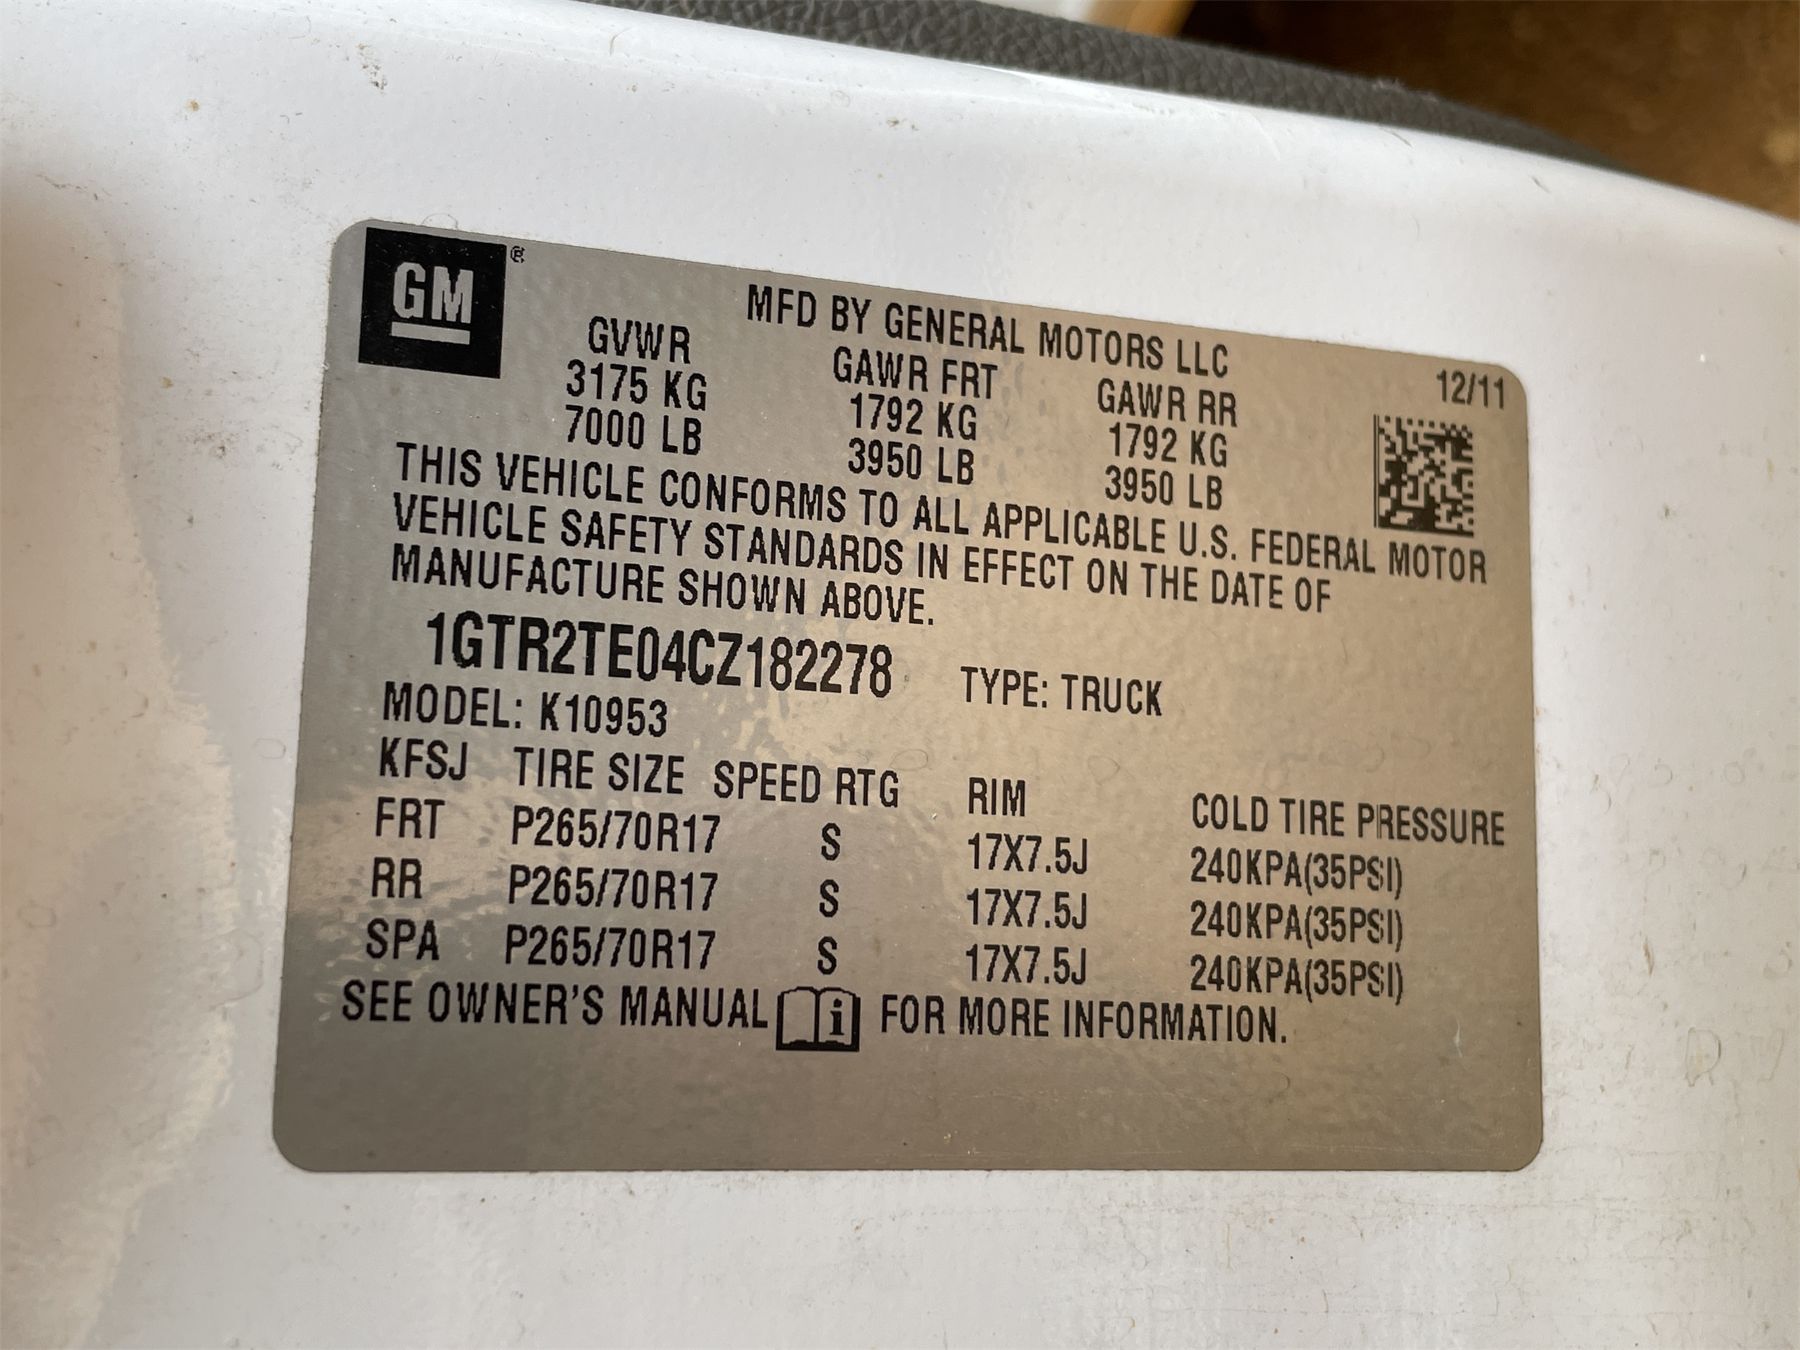 GM ®
MFD BY GENERAL MOTORS LLC
12/11
GVWR GAWR FRT GAWR RR
3175 KG 1792 KG 1792 KG
7000 LB 3950 LB 3950 LB
THIS VEHICLE CONFORMS TO ALL APPLICABLE U.S. FEDERAL MOTOR
VEHICLE SAFETY STANDARDS IN EFFECT ON THE DATE OF
MANUFACTURE SHOWN ABOVE.
1GTR2TE04CZ182278 TYPE: TRUCK
MODEL: K10953
KFSJ TIRE SIZE SPEED RTG RIM COLD TIRE PRESSURE
FRT P265/70R17 S 17X7.5J 240KPA(35PSI)
RR P265/70R17 S 17X7.5J 240KPA(35PSI)
SPA P265/70R17 S 17X7.5J 240KPA(35PSI)
SEE OWNER'S MANUAL i FOR MORE INFORMATION.